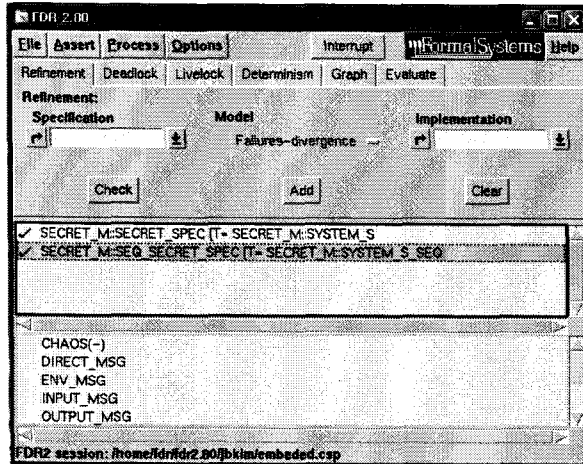 FDR 2.80
File Assert Process Options Interrupt FormalSystems Help
Refinement Deadlock Livelock Determinism Graph Evaluate
Refinement:
Specification Model Implementation
Failures-divergence
Check Add Clear
✓ SECRET_M::SECRET_SPEC [T= SECRET_M::SYSTEM_S
✓ SECRET_M::SEQ_SECRET_SPEC [T= SECRET_M::SYSTEM_S_SEQ
CHAOS(-)
DIRECT_MSG
ENV_MSG
INPUT_MSG
OUTPUT_MSG
FDR2 session: /home/fdr/fdr2.80/jbkim/embeded.csp